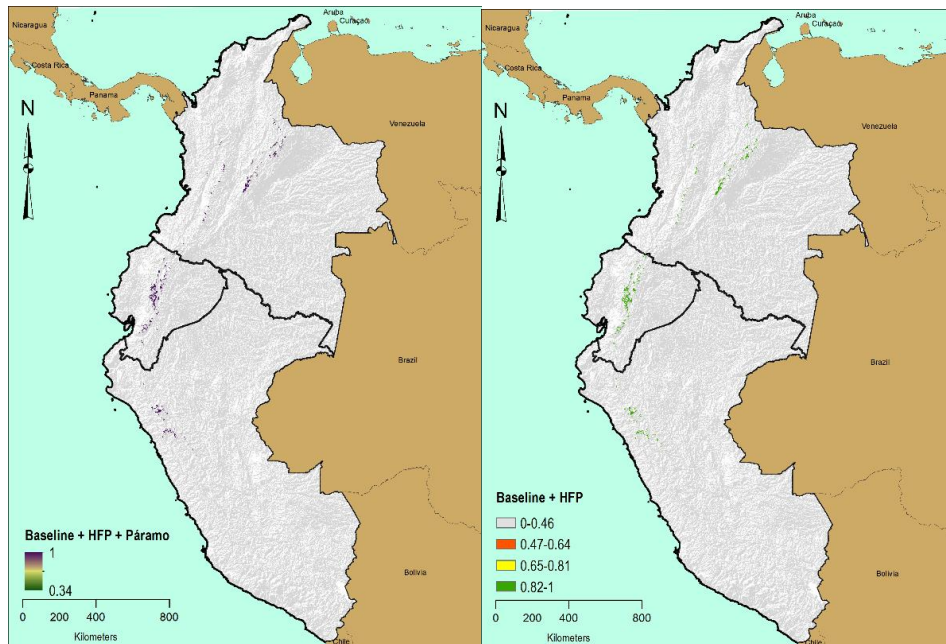 Nicaragua
Costa Rica
Panama
Aruba
Curaçao
N
Venezuela
Brazil
Bolivia
Chile
Baseline + HFP + Páramo
1
0.34
0 200 400 800
Kilometers
Nicaragua
Costa Rica
Panama
Aruba
Curaçao
N
Venezuela
Brazil
Bolivia
Chile
Baseline + HFP
0-0.46
0.47-0.64
0.65-0.81
0.82-1
0 200 400 800
Kilometers